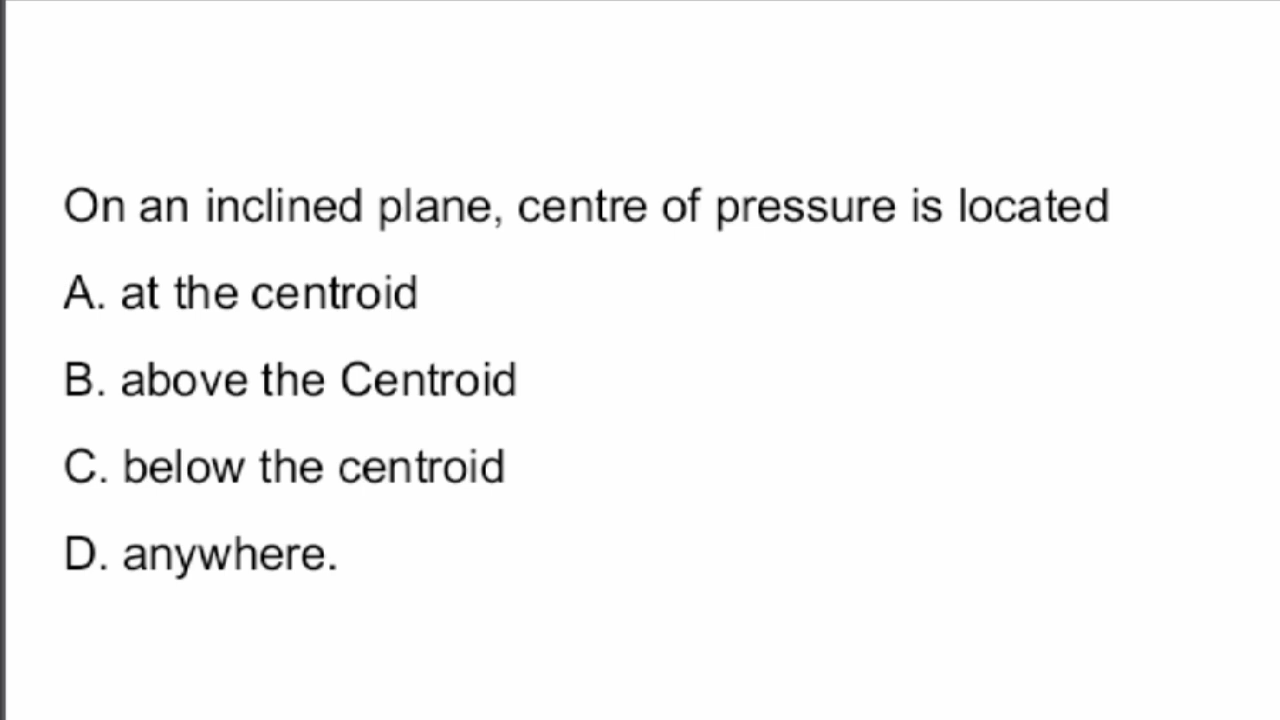 On an inclined plane, centre of pressure is located
A. at the centroid
B. above the Centroid
C. below the centroid
D. anywhere.